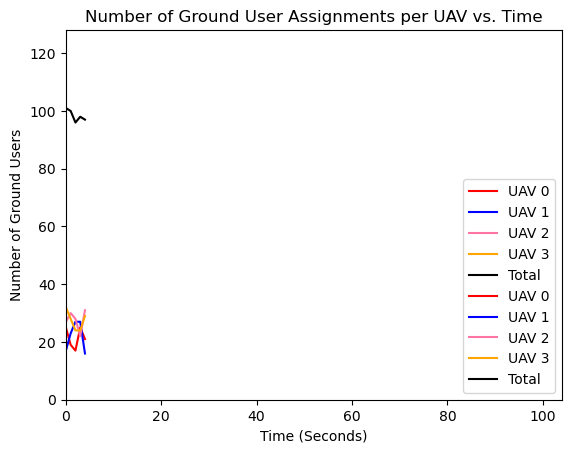 Number of Ground User Assignments per UAV vs. Time
Number of Ground Users
120
100
80
60
40
20
0
0
20
40
60
80
100
Time (Seconds)
UAV 0
UAV 1
UAV 2
UAV 3
Total
UAV 0
UAV 1
UAV 2
UAV 3
Total